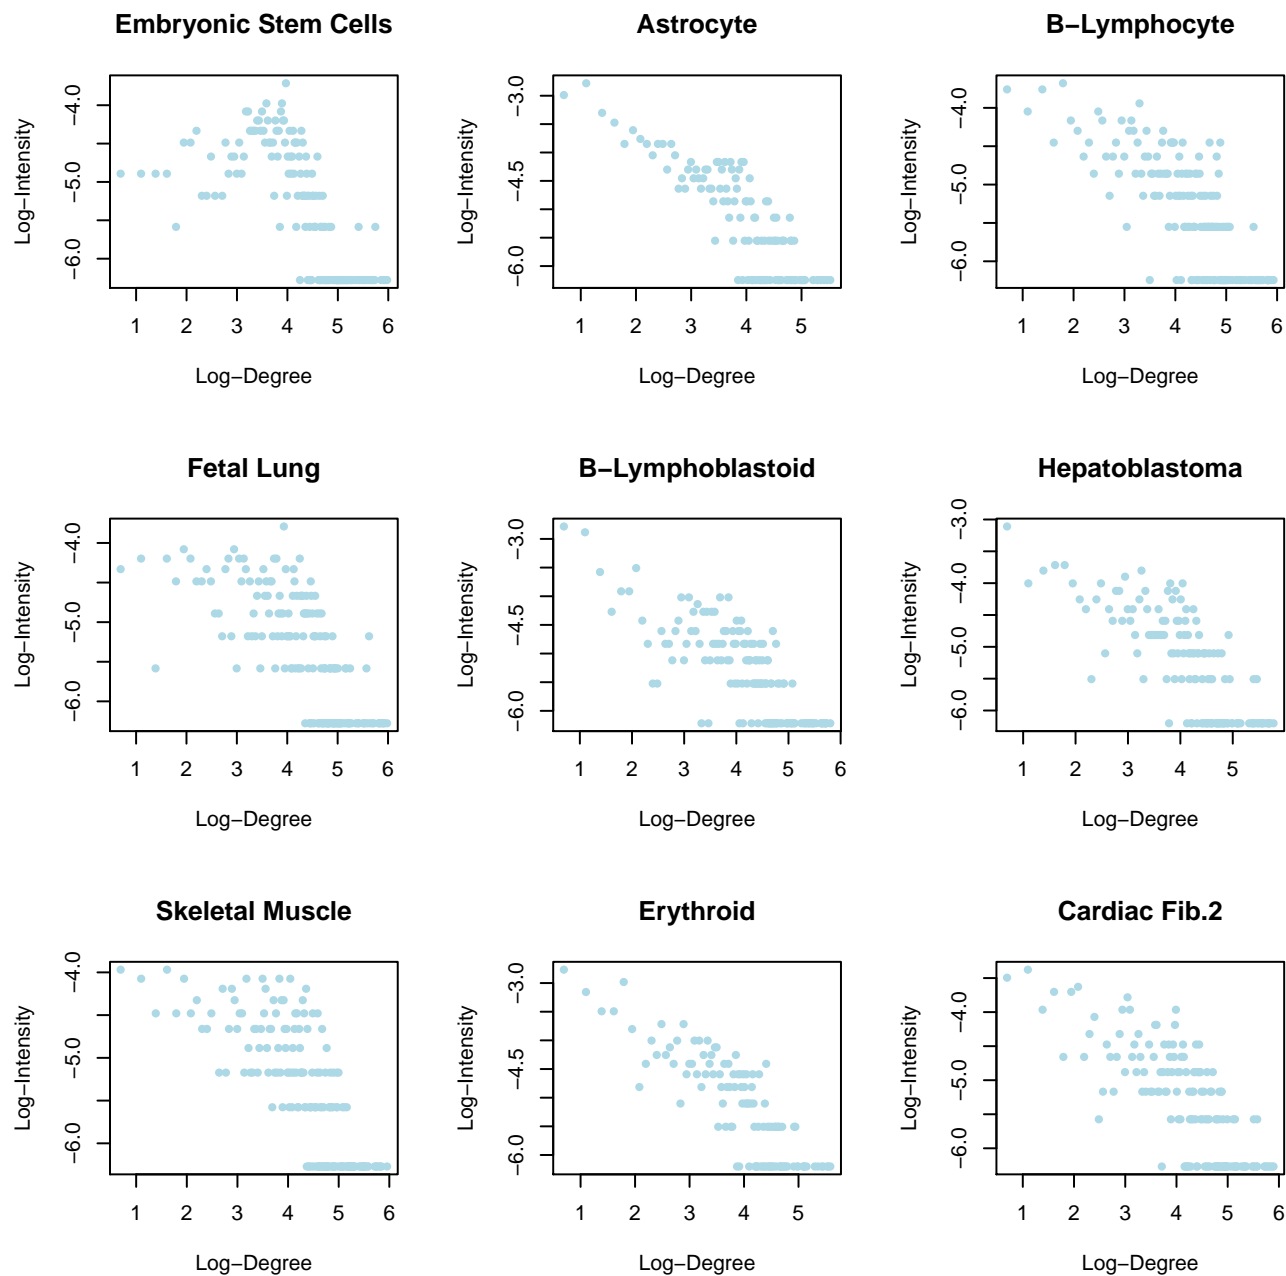 Embryonic Stem Cells
Log−Intensity
−4.0
−5.0
−6.0
1 2 3 4 5 6
Log−Degree
Astrocyte
Log−Intensity
−3.0
−4.5
−6.0
1 2 3 4 5
Log−Degree
B−Lymphocyte
Log−Intensity
−4.0
−5.0
−6.0
1 2 3 4 5 6
Log−Degree
Fetal Lung
Log−Intensity
−4.0
−5.0
−6.0
1 2 3 4 5 6
Log−Degree
B−Lymphoblastoid
Log−Intensity
−3.0
−4.5
−6.0
1 2 3 4 5 6
Log−Degree
Hepatoblastoma
Log−Intensity
−3.0
−4.0
−5.0
−6.0
1 2 3 4 5
Log−Degree
Skeletal Muscle
Log−Intensity
−4.0
−5.0
−6.0
1 2 3 4 5 6
Log−Degree
Erythroid
Log−Intensity
−3.0
−4.5
−6.0
1 2 3 4 5
Log−Degree
Cardiac Fib.2
Log−Intensity
−4.0
−5.0
−6.0
1 2 3 4 5 6
Log−Degree